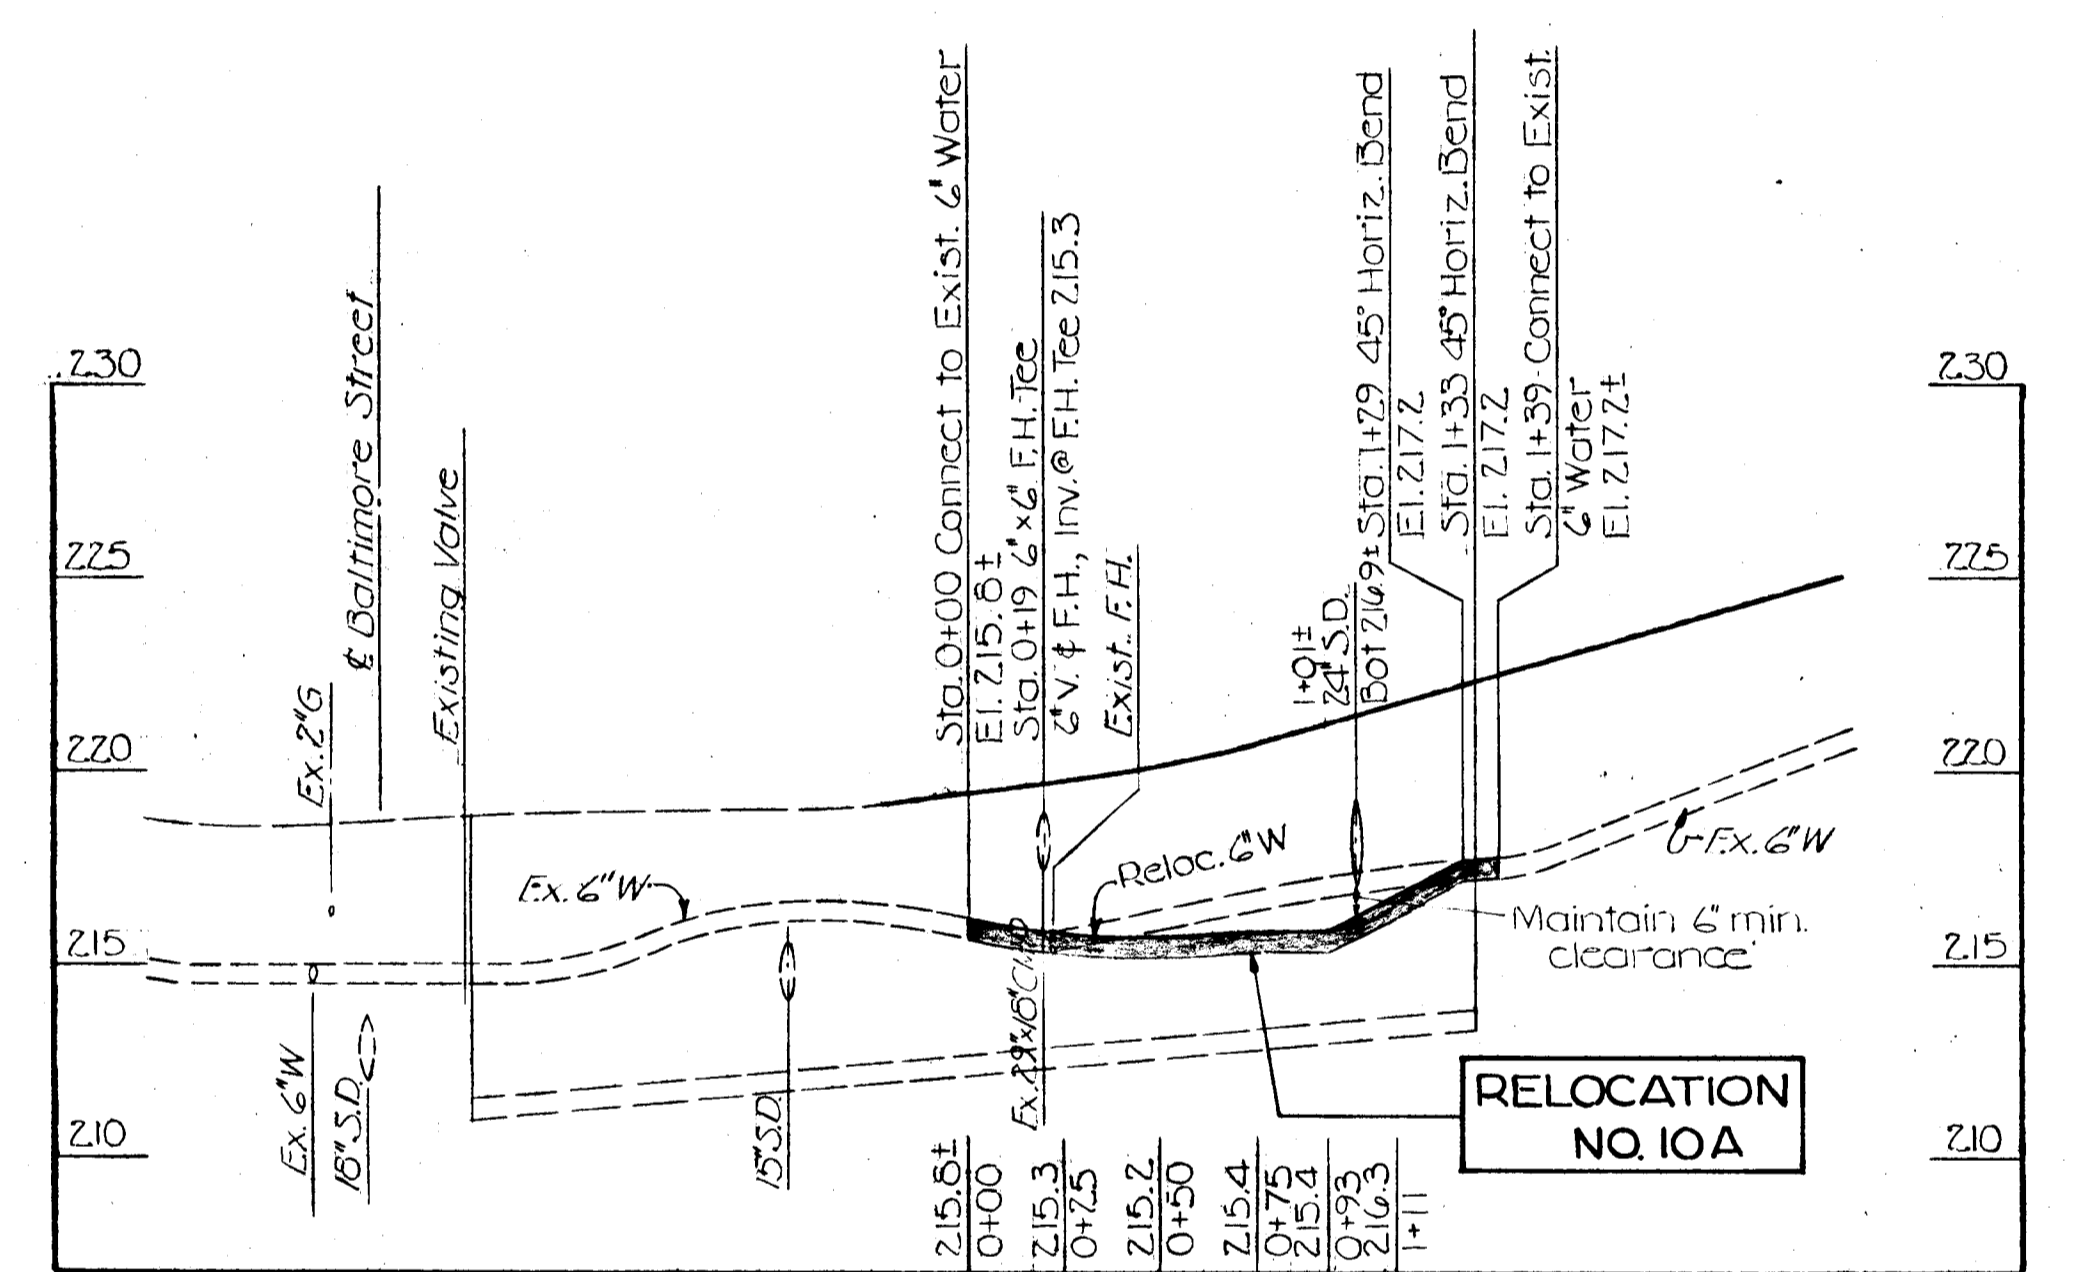 230
225
220
215
210
Ex. 2"G
℄ Baltimore Street
Existing Valve
Sta. 0+00 Connect to Exist. 6" Water
El. 215.8±
Sta. 0+19 6"x6" F.H. Tee
6" V. & F.H., Inv. @ F.H. Tee 215.3
Exist. F.H.
1+01±
24" S.D.
Bot 216.9±
Sta. 1+29 45° Horiz. Bend
El. 217.2
Sta. 1+33 45° Horiz. Bend
El. 217.2
Sta. 1+39-Connect to Exist.
6" Water
El. 217.2±
230
225
220
215
210
Ex. 6"W
Reloc. 6"W
Ex. 6"W
Maintain 6" min.
clearance
Ex. 6"W
18" S.D.
15" S.D.
Ex. 29"x18"
RELOCATION
NO. 10A
215.8±
0+00
215.3
0+25
215.2
0+50
215.4
0+75
215.4
0+93
216.3
1+11